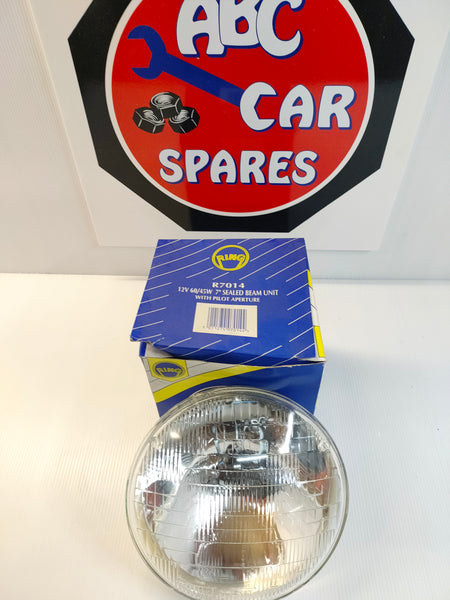 ABC
CAR
SPARES
RING
R7014
12V 60/45W 7" SEALED BEAM UNIT
WITH PILOT APERTURE
RING